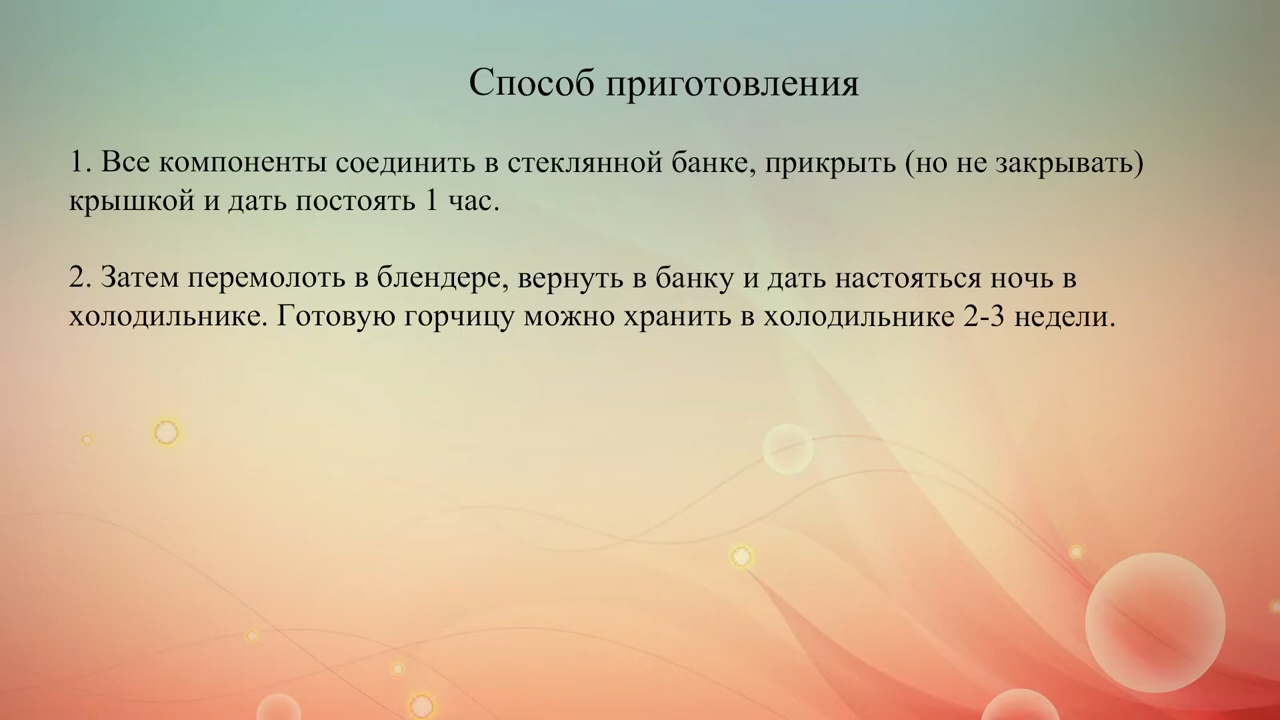 Способ приготовления
1. Все компоненты соединить в стеклянной банке, прикрыть (но не закрывать)
крышкой и дать постоять 1 час.
2. Затем перемолоть в блендере, вернуть в банку и дать настояться ночь в
холодильнике. Готовую горчицу можно хранить в холодильнике 2-3 недели.